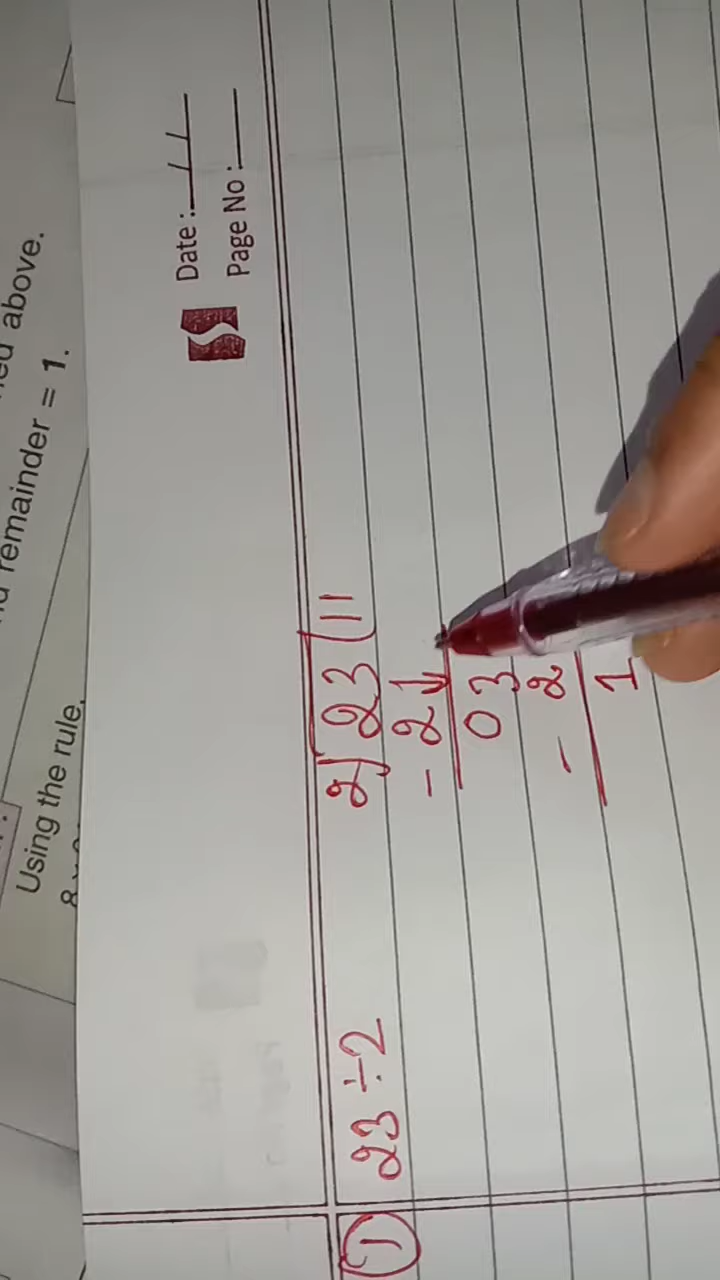 ed above.
remainder = 1.
Using the rule,
Date : / /
Page No :
① 23 ÷ 2
2) 23 (11
- 2↓
03
- 2
1